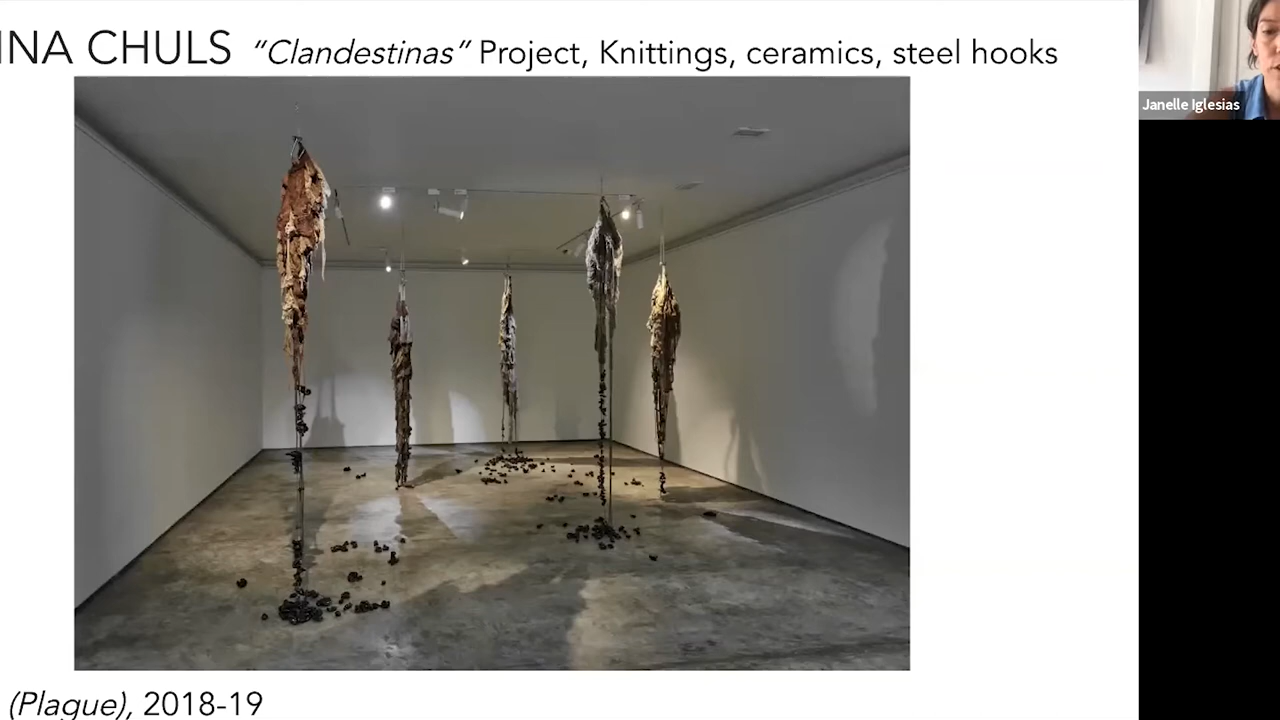 INA CHULS “Clandestinas” Project, Knittings, ceramics, steel hooks
Janelle Iglesias
(Plague), 2018-19